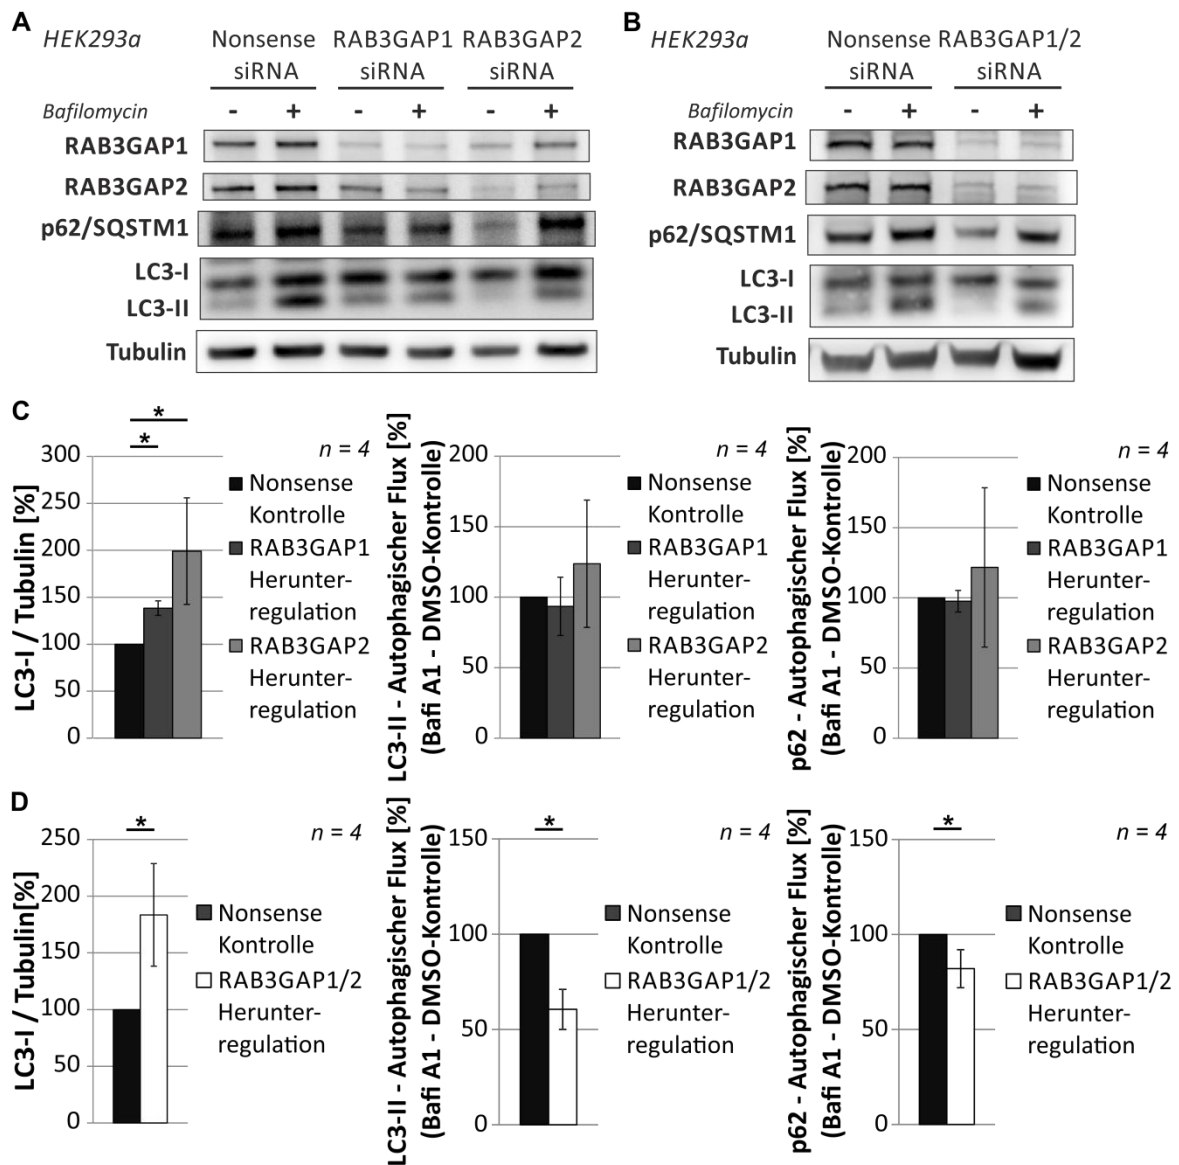 A
HEK293a
Nonsense RAB3GAP1 RAB3GAP2
siRNA siRNA siRNA
Bafilomycin - + - + - +
RAB3GAP1
RAB3GAP2
p62/SQSTM1
LC3-I
LC3-II
Tubulin
B
HEK293a
Nonsense RAB3GAP1/2
siRNA siRNA
Bafilomycin - + - +
RAB3GAP1
RAB3GAP2
p62/SQSTM1
LC3-I
LC3-II
Tubulin
C
LC3-I / Tubulin [%]
300
250
200
150
100
50
0
*
*
n = 4
Nonsense
Kontrolle
RAB3GAP1
Herunter-
regulation
RAB3GAP2
Herunter-
regulation
LC3-II - Autophagischer Flux [%]
(Bafi A1 - DMSO-Kontrolle)
200
150
100
50
0
n = 4
Nonsense
Kontrolle
RAB3GAP1
Herunter-
regulation
RAB3GAP2
Herunter-
regulation
p62 - Autophagischer Flux [%]
(Bafi A1 - DMSO-Kontrolle)
200
150
100
50
0
n = 4
Nonsense
Kontrolle
RAB3GAP1
Herunter-
regulation
RAB3GAP2
Herunter-
regulation
D
LC3-I / Tubulin[%]
250
200
150
100
50
0
*
n = 4
Nonsense
Kontrolle
RAB3GAP1/2
Herunter-
regulation
LC3-II - Autophagischer Flux [%]
(Bafi A1 - DMSO-Kontrolle)
150
100
50
0
*
n = 4
Nonsense
Kontrolle
RAB3GAP1/2
Herunter-
regulation
p62 - Autophagischer Flux [%]
(Bafi A1 - DMSO-Kontrolle)
150
100
50
0
*
n = 4
Nonsense
Kontrolle
RAB3GAP1/2
Herunter-
regulation